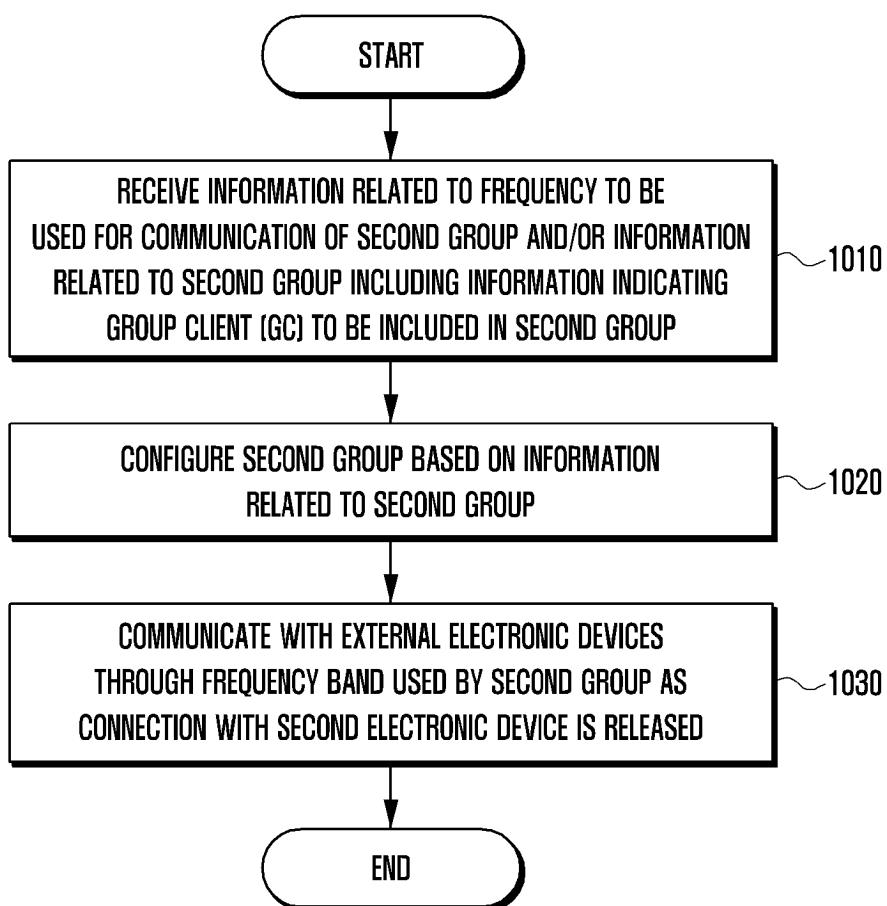 START
RECEIVE INFORMATION RELATED TO FREQUENCY TO BE
USED FOR COMMUNICATION OF SECOND GROUP AND/OR INFORMATION
RELATED TO SECOND GROUP INCLUDING INFORMATION INDICATING
GROUP CLIENT (GC) TO BE INCLUDED IN SECOND GROUP
1010
CONFIGURE SECOND GROUP BASED ON INFORMATION
RELATED TO SECOND GROUP
1020
COMMUNICATE WITH EXTERNAL ELECTRONIC DEVICES
THROUGH FREQUENCY BAND USED BY SECOND GROUP AS
CONNECTION WITH SECOND ELECTRONIC DEVICE IS RELEASED
1030
END